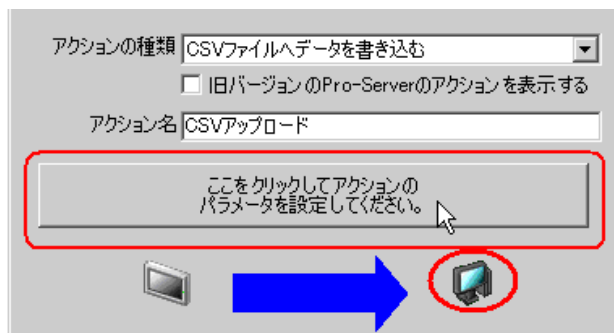 アクションの種類 CSVファイルへデータを書き込む
旧バージョンのPro-Serverのアクションを表示する
アクション名 CSVアップロード
ここをクリックしてアクションの
パラメータを設定してください。